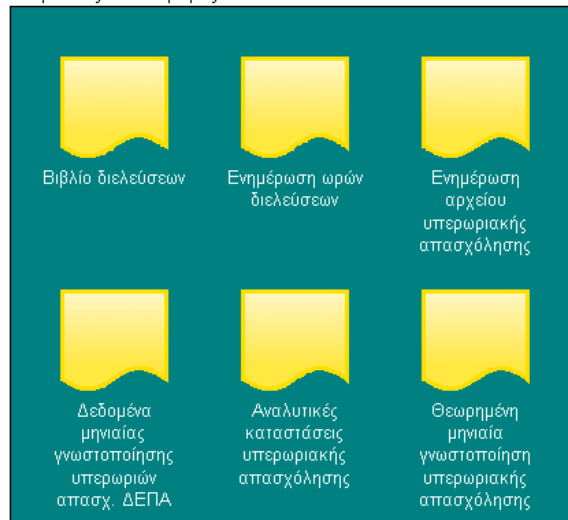 Βιβλίο διελεύσεων
Ενημέρωση ωρών
διελεύσεων
Ενημέρωση
αρχείου
υπερωριακής
απασχόλησης
Δεδομένα
μηνιαίας
γνωστοποίησης
υπερωριών
απασχ. ΔΕΠΑ
Αναλυτικές
καταστάσεις
υπερωριακής
απασχόλησης
Θεωρημένη
μηνιαία
γνωστοποίηση
υπερωριακής
απασχόλησης